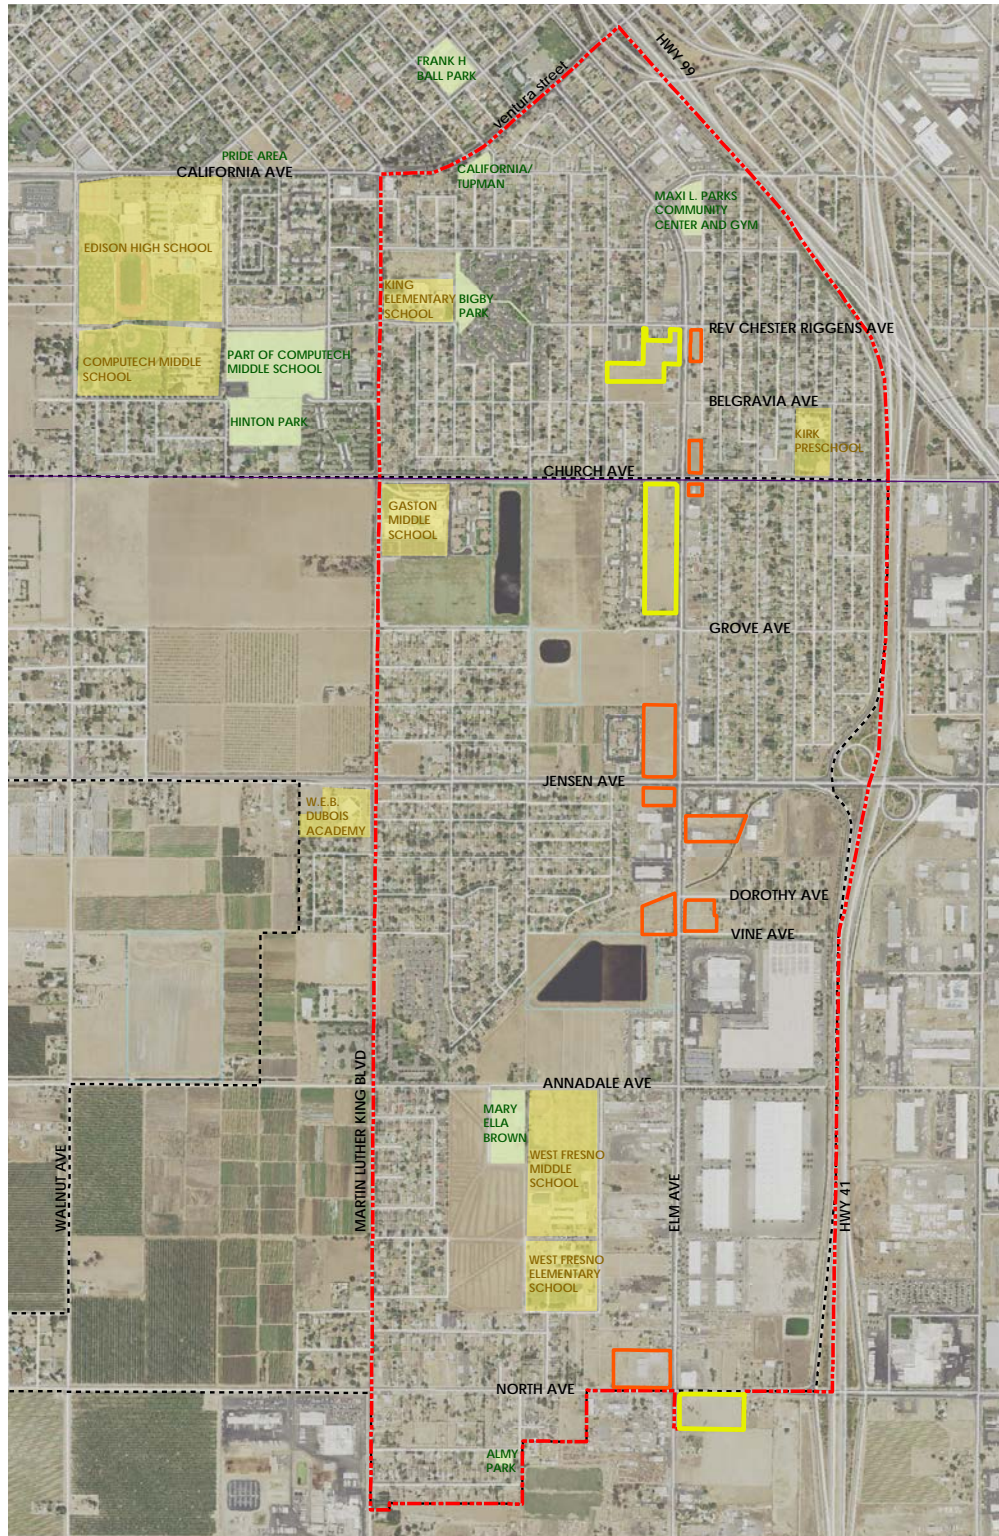 FRANK H
BALL PARK
HWY 99
Ventura street
PRIDE AREA
CALIFORNIA AVE
CALIFORNIA/
TUPMAN
MAXI L. PARKS
COMMUNITY
CENTER AND GYM
EDISON HIGH SCHOOL
KING
ELEMENTARY
SCHOOL
BIGBY
PARK
REV CHESTER RIGGENS AVE
COMPUTECH MIDDLE
SCHOOL
PART OF COMPUTECH
MIDDLE SCHOOL
HINTON PARK
BELGRAVIA AVE
KIRK
PRESCHOOL
CHURCH AVE
GASTON
MIDDLE
SCHOOL
GROVE AVE
JENSEN AVE
W.E.B.
DUBOIS
ACADEMY
DOROTHY AVE
VINE AVE
MARTIN LUTHER KING BLVD
ANNADALE AVE
MARY
ELLA
BROWN
WEST FRESNO
MIDDLE
SCHOOL
WALNUT AVE
ELM AVE
HWY 41
WEST FRESNO
ELEMENTARY
SCHOOL
NORTH AVE
ALMY
PARK